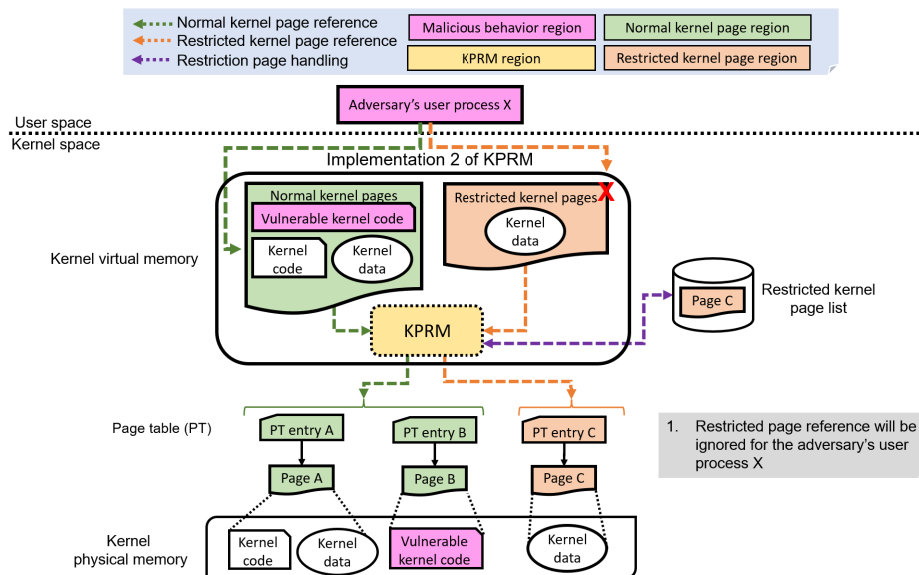 Normal kernel page reference
Restricted kernel page reference
Restriction page handling
Malicious behavior region
Normal kernel page region
KPRM region
Restricted kernel page region
Adversary's user process X
User space
Kernel space
Implementation 2 of KPRM
Normal kernel pages
Vulnerable kernel code
Kernel
code
Kernel
data
Restricted kernel pages
X
Kernel
data
Kernel virtual memory
KPRM
Page C
Restricted kernel
page list
Page table (PT)
PT entry A
PT entry B
PT entry C
Page A
Page B
Page C
1. Restricted page reference will be
ignored for the adversary's user
process X
Kernel
physical memory
Kernel
code
Kernel
data
Vulnerable
kernel code
Kernel
data